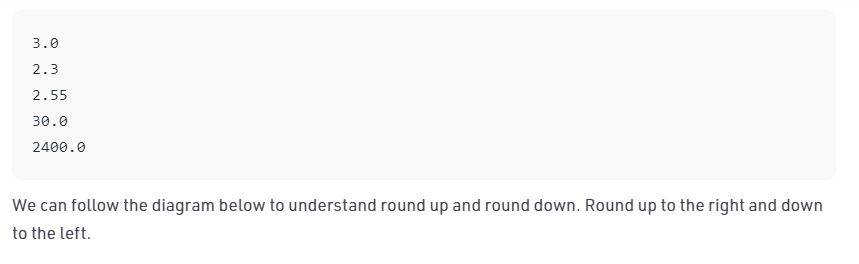 3.0
2.3
2.55
30.0
2400.0
We can follow the diagram below to understand round up and round down. Round up to the right and down
to the left.